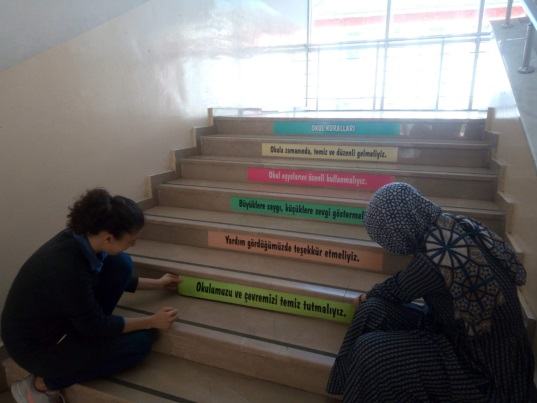 OKUL KURALLARI
Okula zamanında, temiz ve düzenli gelmeliyiz.
Okul eşyalarını özenli kullanmalıyız.
Büyüklere saygı, küçüklere sevgi göstermeli
Yardım gördüğümüzde teşekkür etmeliyiz.
Okulumuzu ve çevremizi temiz tutmalıyız.